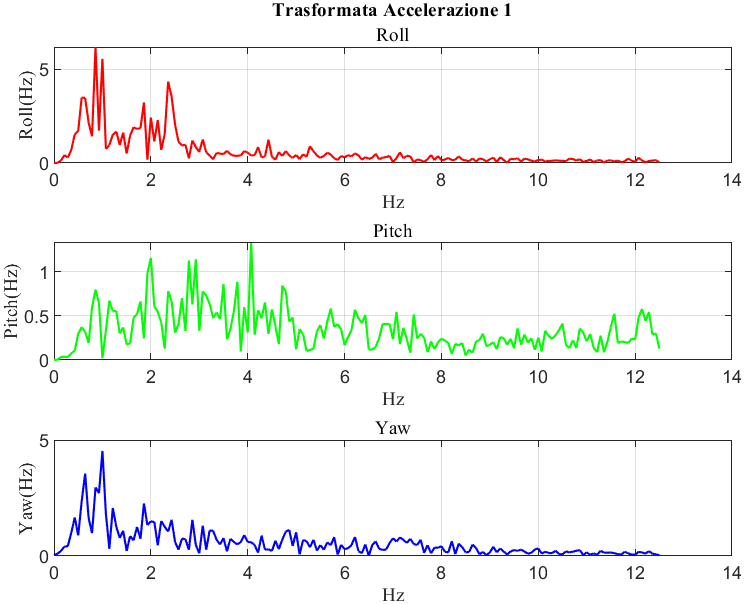 Trasformata Accelerazione 1
Roll
Roll(Hz)
5
0
0 2 4 6 8 10 12 14
Hz
Pitch
Pitch(Hz)
1
0.5
0
0 2 4 6 8 10 12 14
Hz
Yaw
Yaw(Hz)
5
0
0 2 4 6 8 10 12 14
Hz